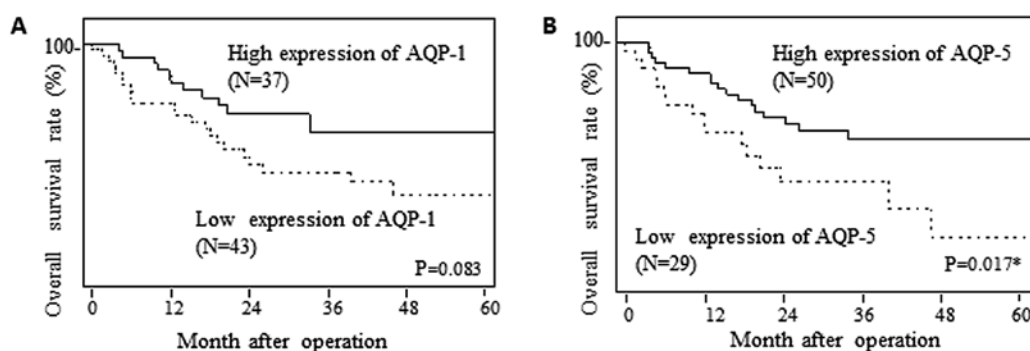 A
100
Overall survival rate (%)
High expression of AQP-1
(N=37)
Low expression of AQP-1
(N=43)
P=0.083
0 12 24 36 48 60
Month after operation
B
100
Overall survival rate (%)
High expression of AQP-5
(N=50)
Low expression of AQP-5
(N=29)
P=0.017*
0 12 24 36 48 60
Month after operation